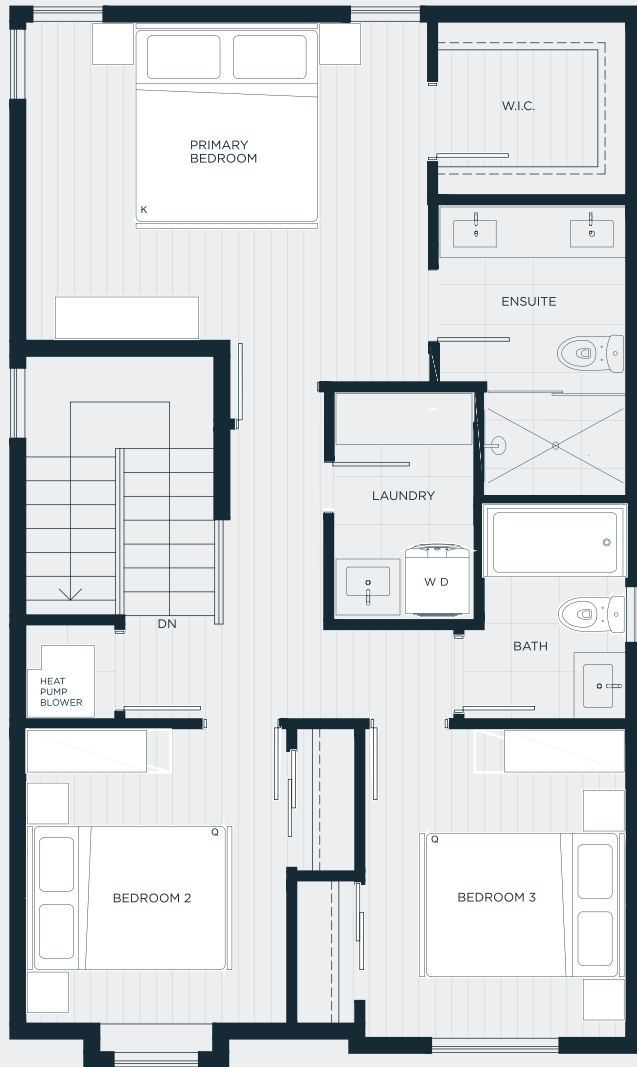 W.I.C.
PRIMARY
BEDROOM
K
ENSUITE
LAUNDRY
W D
DN
BATH
HEAT
PUMP
BLOWER
Q
Q
BEDROOM 2
BEDROOM 3